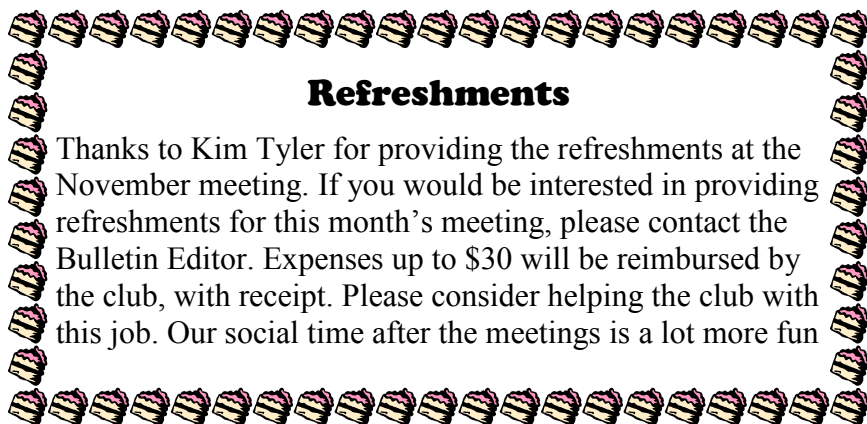 Refreshments
Thanks to Kim Tyler for providing the refreshments at the
November meeting. If you would be interested in providing
refreshments for this month’s meeting, please contact the
Bulletin Editor. Expenses up to $30 will be reimbursed by
the club, with receipt. Please consider helping the club with
this job. Our social time after the meetings is a lot more fun